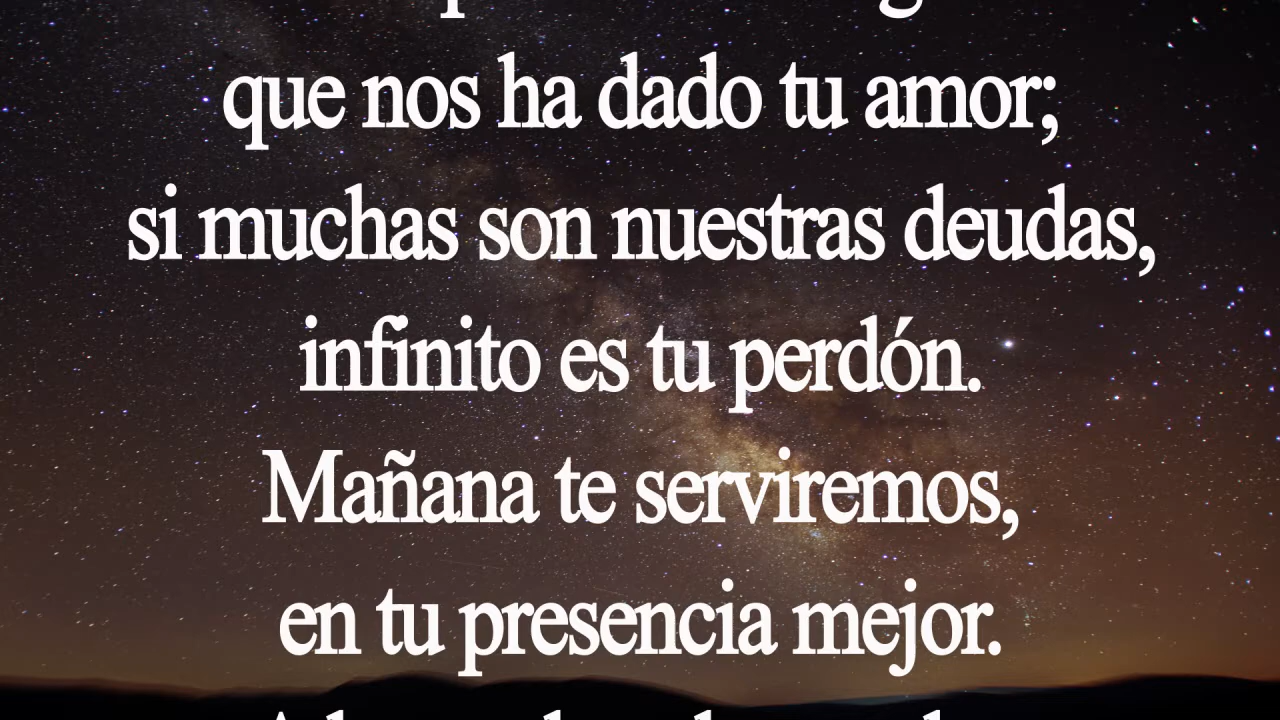 que nos ha dado tu amor;
si muchas son nuestras deudas,
infinito es tu perdón.
Mañana te serviremos,
en tu presencia mejor.